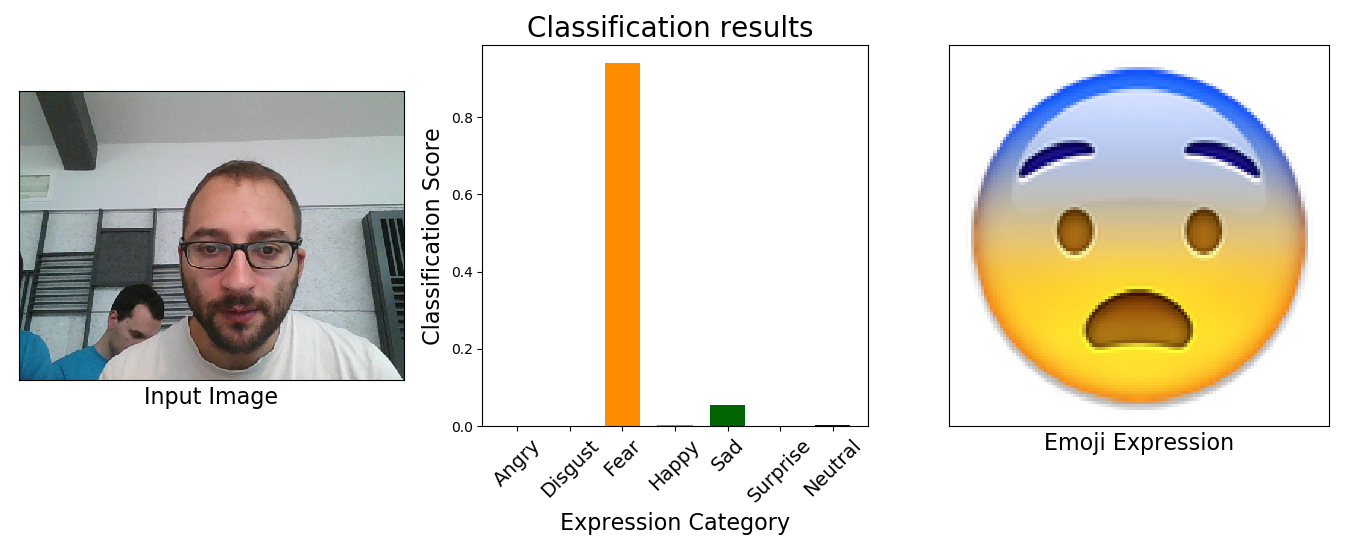 Classification results
Input Image
Classification Score
0.0
0.2
0.4
0.6
0.8
Angry
Disgust
Fear
Happy
Sad
Surprise
Neutral
Expression Category
Emoji Expression